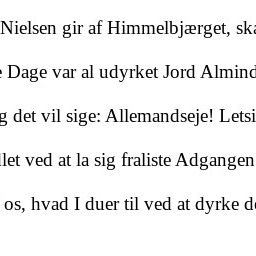 Nielsen gir af Himmelbjærget, ska
Dage var al udyrket Jord Almind
det vil sige: Allemandseje! Letsi
llet ved at la sig fraliste Adgangen
os, hvad I duer til ved at dyrke d